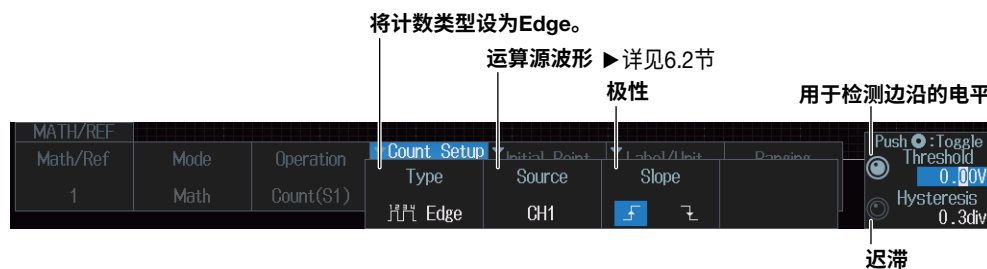 将计数类型设为Edge。
运算源波形 ▶详见6.2节
极性
用于检测边沿的电平
MATH/REF
Math/Ref
1
Mode
Math
Operation
Count(S1)
Count Setup
Initial Point
Label/Unit
Ranging
Type
Edge
Source
CH1
Slope
Push :Toggle
Threshold
0.00V
Hysteresis
0.3div
迟滞